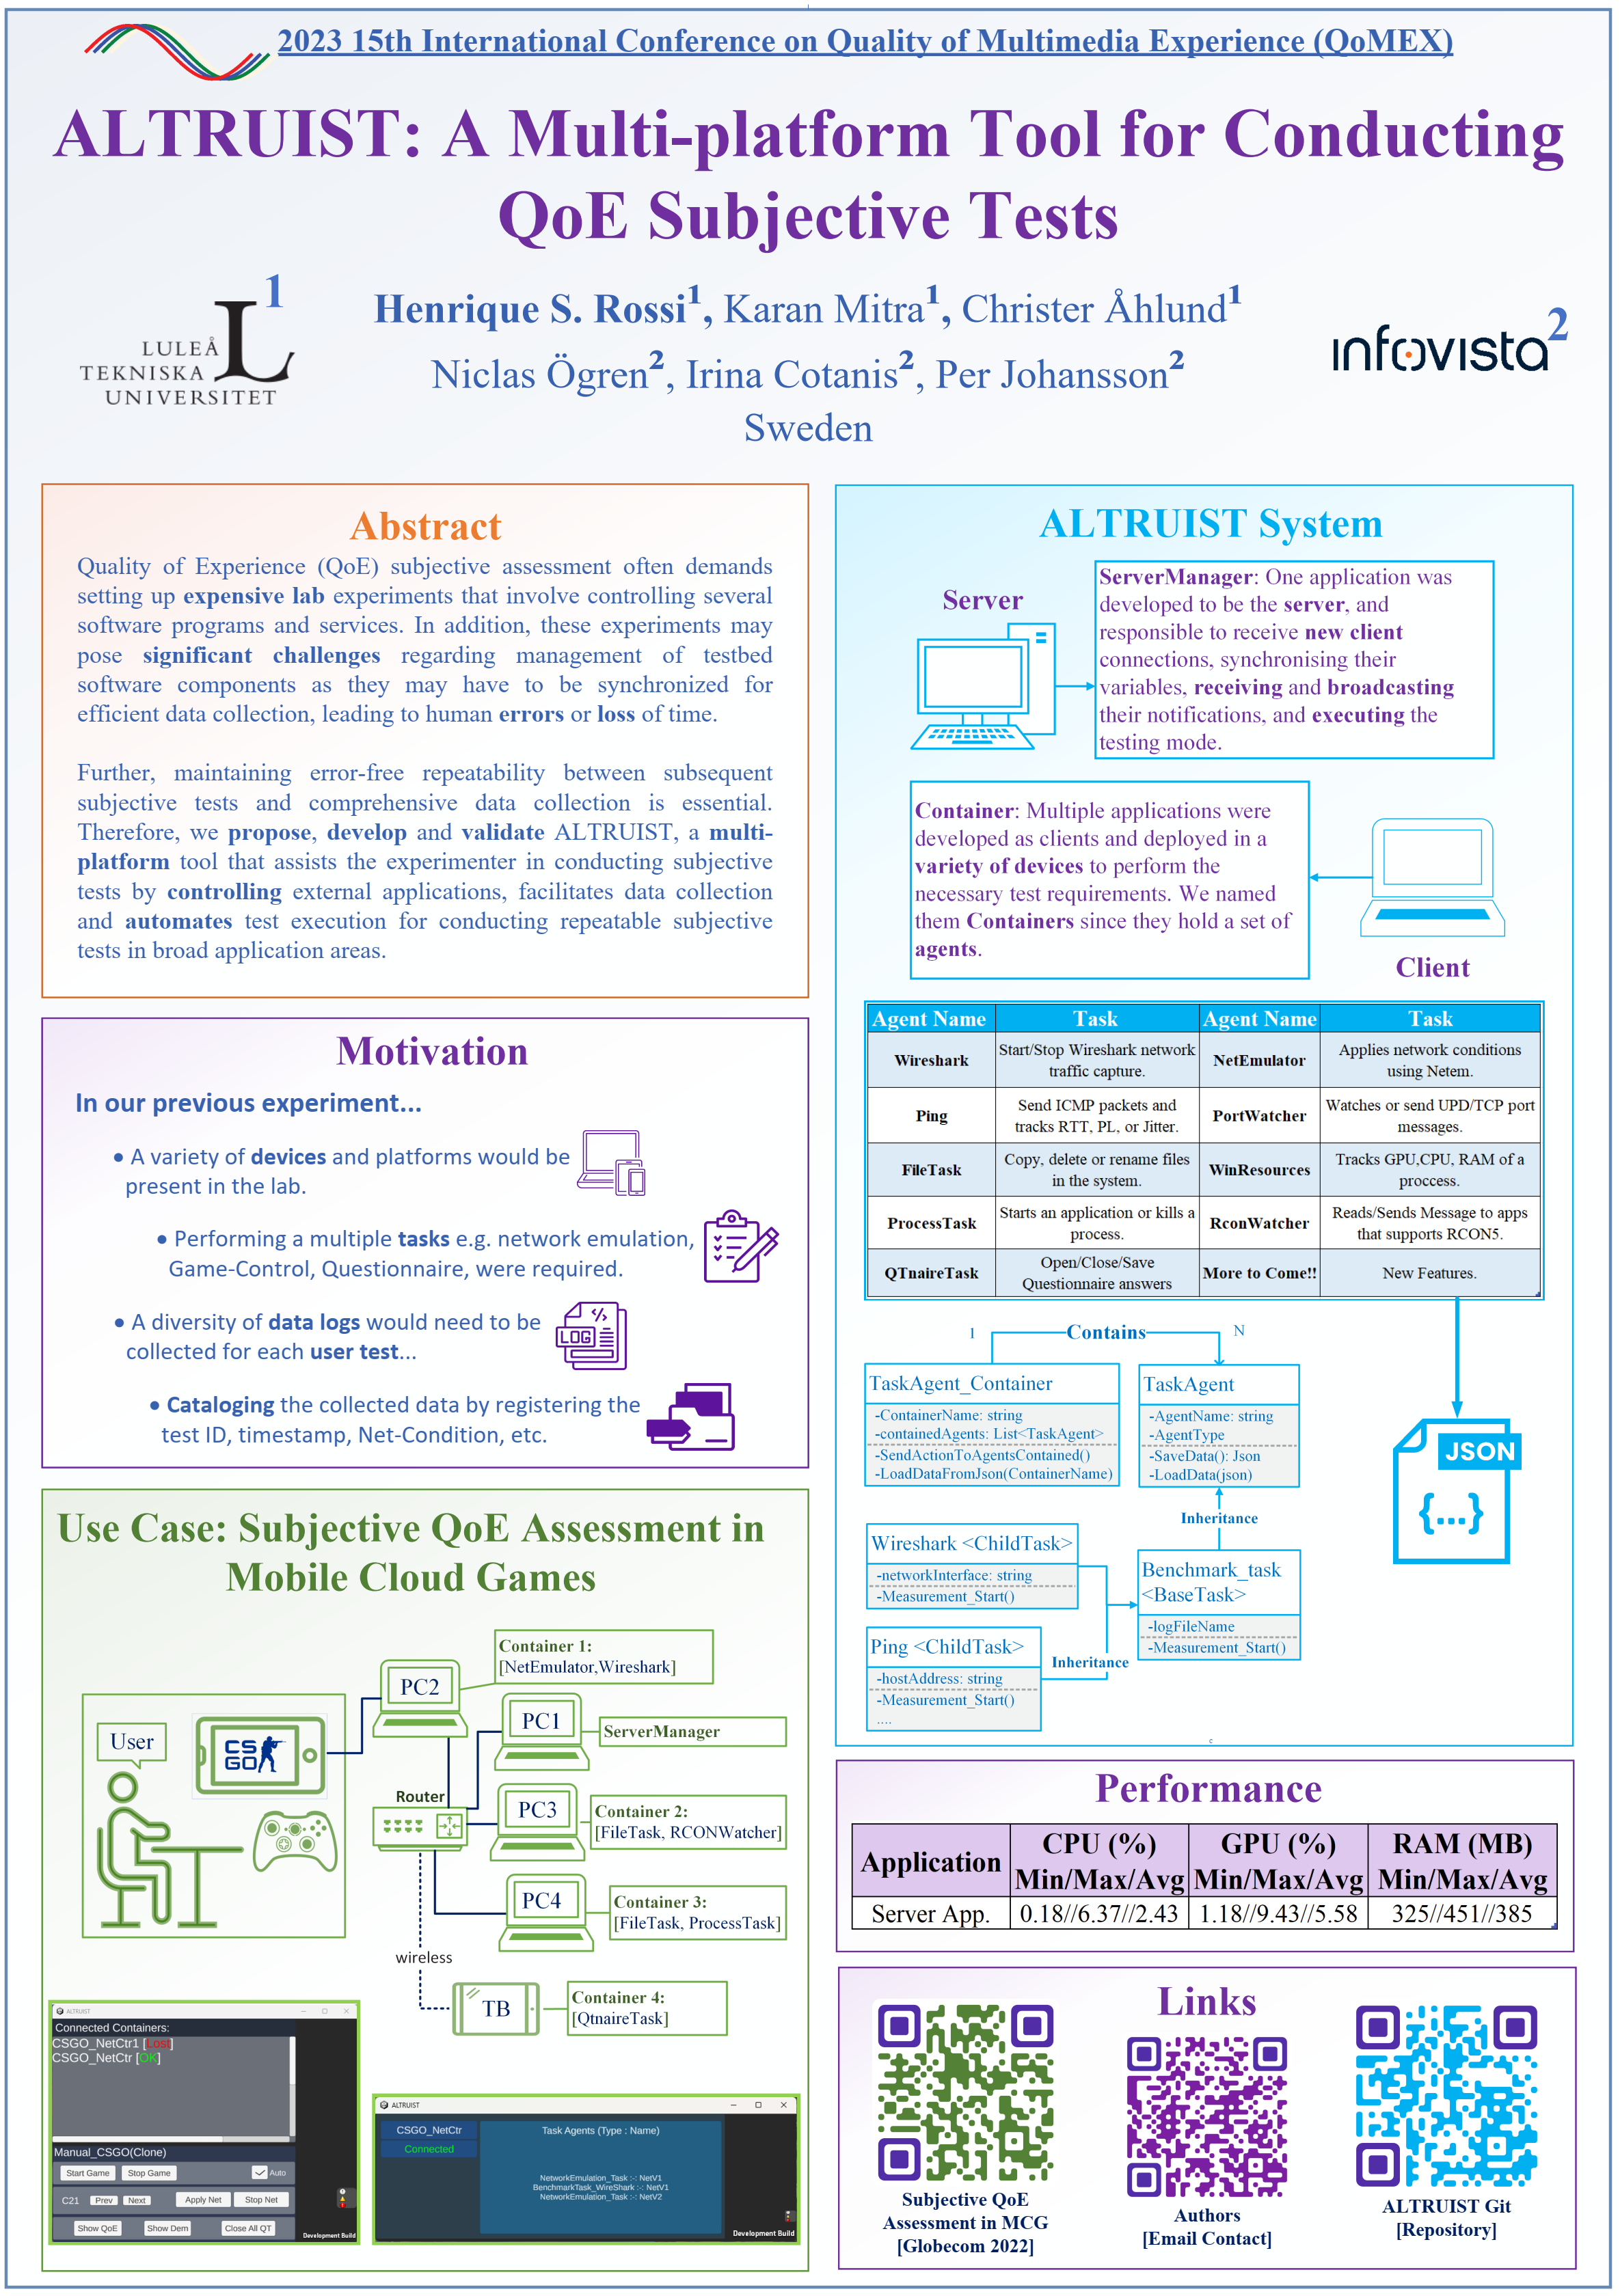 2023 15th International Conference on Quality of Multimedia Experience (QoMEX)
ALTRUIST: A Multi-platform Tool for Conducting
QoE Subjective Tests
LULEÅ
TEKNISKA
UNIVERSITET
L
1
Henrique S. Rossi¹, Karan Mitra¹, Christer Åhlund¹
Niclas Ögren², Irina Cotanis², Per Johansson²
Sweden
infovista
2
Abstract
Quality of Experience (QoE) subjective assessment often demands
setting up expensive lab experiments that involve controlling several
software programs and services. In addition, these experiments may
pose significant challenges regarding management of testbed
software components as they may have to be synchronized for
efficient data collection, leading to human errors or loss of time.
Further, maintaining error-free repeatability between subsequent
subjective tests and comprehensive data collection is essential.
Therefore, we propose, develop and validate ALTRUIST, a multi-
platform tool that assists the experimenter in conducting subjective
tests by controlling external applications, facilitates data collection
and automates test execution for conducting repeatable subjective
tests in broad application areas.
Motivation
In our previous experiment...
• A variety of devices and platforms would be
present in the lab.
• Performing a multiple tasks e.g. network emulation,
Game-Control, Questionnaire, were required.
• A diversity of data logs would need to be
collected for each user test...
LOG
• Cataloging the collected data by registering the
test ID, timestamp, Net-Condition, etc.
Use Case: Subjective QoE Assessment in
Mobile Cloud Games
User
CS
GO
PC2
Container 1:
[NetEmulator,Wireshark]
PC1
ServerManager
Router
PC3
Container 2:
[FileTask, RCONWatcher]
PC4
Container 3:
[FileTask, ProcessTask]
wireless
TB
Container 4:
[QtnaireTask]
ALTRUIST
Connected Containers:
CSGO_NetCtr1 [Lost]
CSGO_NetCtr [OK]
Manual_CSGO(Clone)
Start Game Stop Game Auto
C21 Prev Next Apply Net Stop Net
Show QoE Show Dem Close All QT
Development Build
ALTRUIST
CSGO_NetCtr
Connected
Task Agents (Type : Name)
NetworkEmulation_Task :-: NetV1
BenchmarkTask_WireShark :-: NetV1
NetworkEmulation_Task :-: NetV2
Development Build
ALTRUIST System
Server
ServerManager: One application was
developed to be the server, and
responsible to receive new client
connections, synchronising their
variables, receiving and broadcasting
their notifications, and executing the
testing mode.
Container: Multiple applications were
developed as clients and deployed in a
variety of devices to perform the
necessary test requirements. We named
them Containers since they hold a set of
agents.
Client
Agent Name Task Agent Name Task
Wireshark Start/Stop Wireshark network traffic capture. NetEmulator Applies network conditions using Netem.
Ping Send ICMP packets and tracks RTT, PL, or Jitter. PortWatcher Watches or send UPD/TCP port messages.
FileTask Copy, delete or rename files in the system. WinResources Tracks GPU,CPU, RAM of a proccess.
ProcessTask Starts an application or kills a process. RconWatcher Reads/Sends Message to apps that supports RCON5.
QTnaireTask Open/Close/Save Questionnaire answers More to Come!! New Features.
1 Contains N
TaskAgent_Container
-ContainerName: string
-containedAgents: List<TaskAgent>
-SendActionToAgentsContained()
-LoadDataFromJson(ContainerName)
TaskAgent
-AgentName: string
-AgentType
-SaveData(): Json
-LoadData(json)
JSON
{...}
Inheritance
Wireshark <ChildTask>
-networkInterface: string
-Measurement_Start()
Benchmark_task
<BaseTask>
-logFileName
-Measurement_Start()
Ping <ChildTask>
-hostAddress: string
-Measurement_Start()
....
Inheritance
c
Performance
Application CPU (%) Min/Max/Avg GPU (%) Min/Max/Avg RAM (MB) Min/Max/Avg
Server App. 0.18//6.37//2.43 1.18//9.43//5.58 325//451//385
Links
Subjective QoE
Assessment in MCG
[Globecom 2022]
Authors
[Email Contact]
ALTRUIST Git
[Repository]